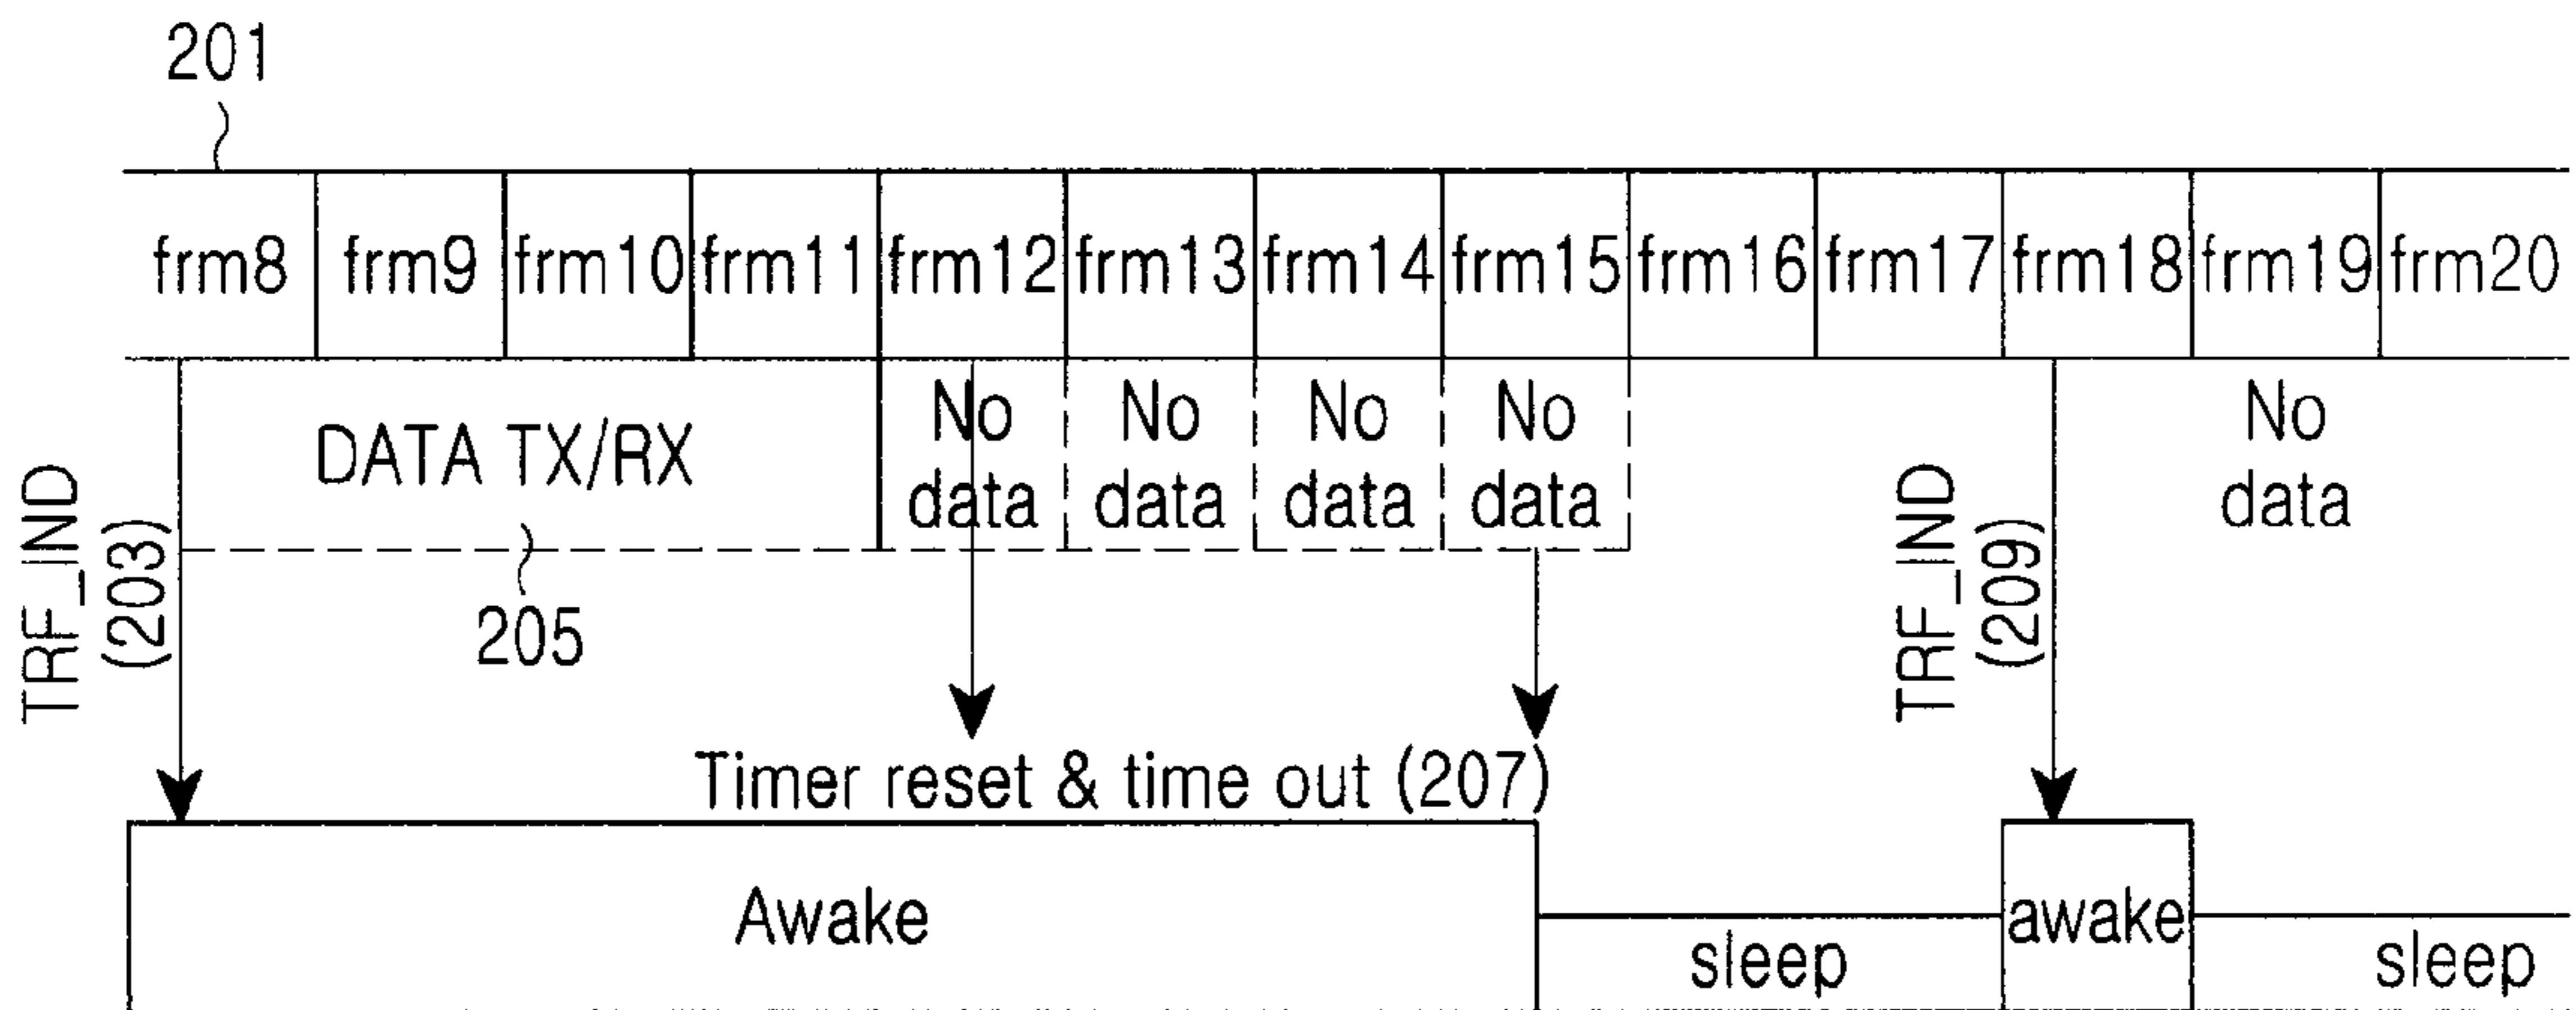 201
frm8 frm9 frm10 frm11 frm12 frm13 frm14 frm15 frm16 frm17 frm18 frm19 frm20
TRF_IND
(203)
DATA TX/RX
205
No
data
No
data
No
data
No
data
TRF_IND
(209)
No
data
Timer reset & time out (207)
Awake
sleep
awake
sleep